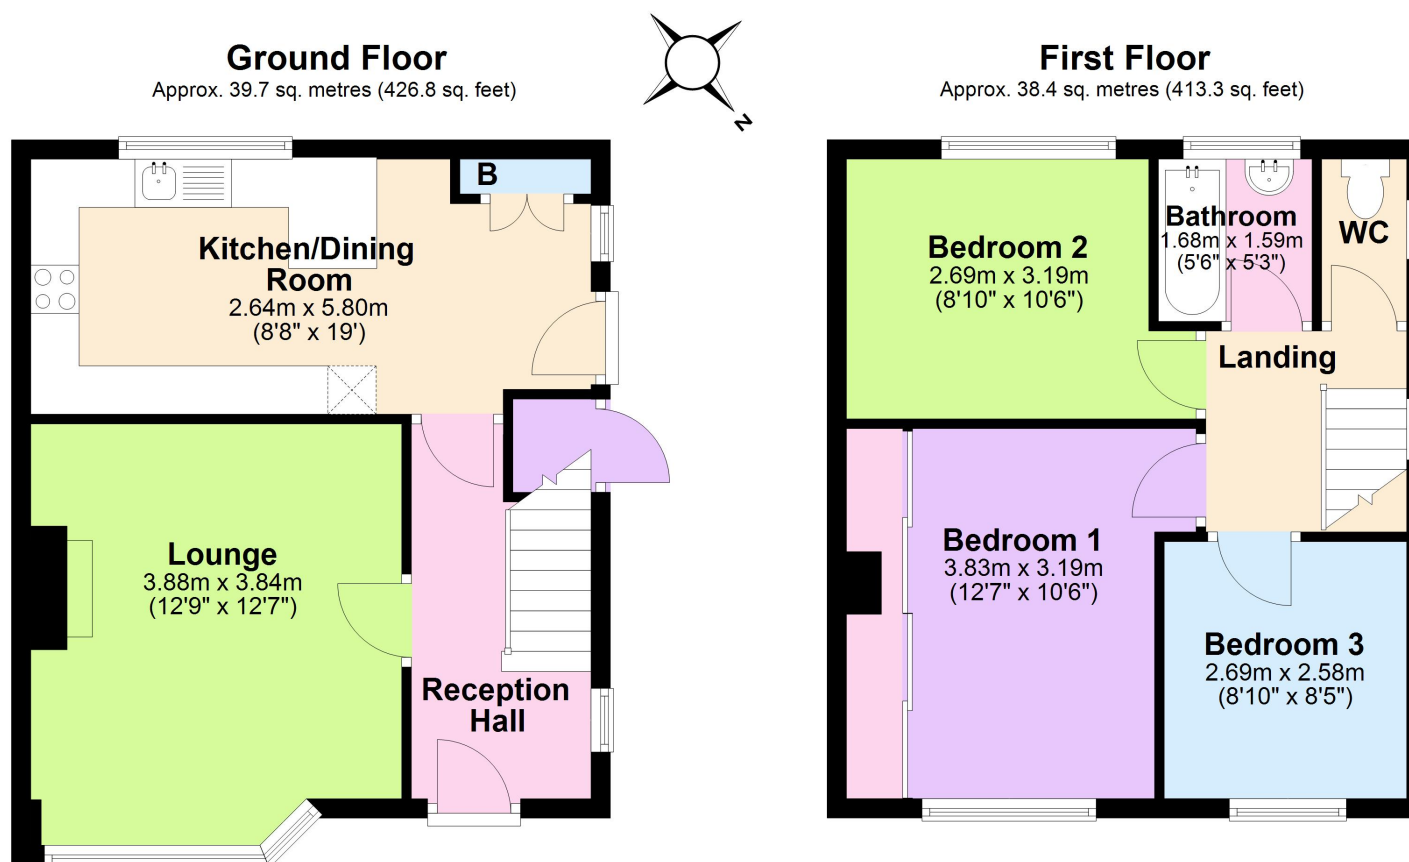 Ground Floor
Approx. 39.7 sq. metres (426.8 sq. feet)
N
First Floor
Approx. 38.4 sq. metres (413.3 sq. feet)
B
Kitchen/Dining
Room
2.64m x 5.80m
(8'8" x 19')
Lounge
3.88m x 3.84m
(12'9" x 12'7")
Reception
Hall
Bedroom 2
2.69m x 3.19m
(8'10" x 10'6")
Bathroom
1.68m x 1.59m
(5'6" x 5'3")
WC
Landing
Bedroom 1
3.83m x 3.19m
(12'7" x 10'6")
Bedroom 3
2.69m x 2.58m
(8'10" x 8'5")